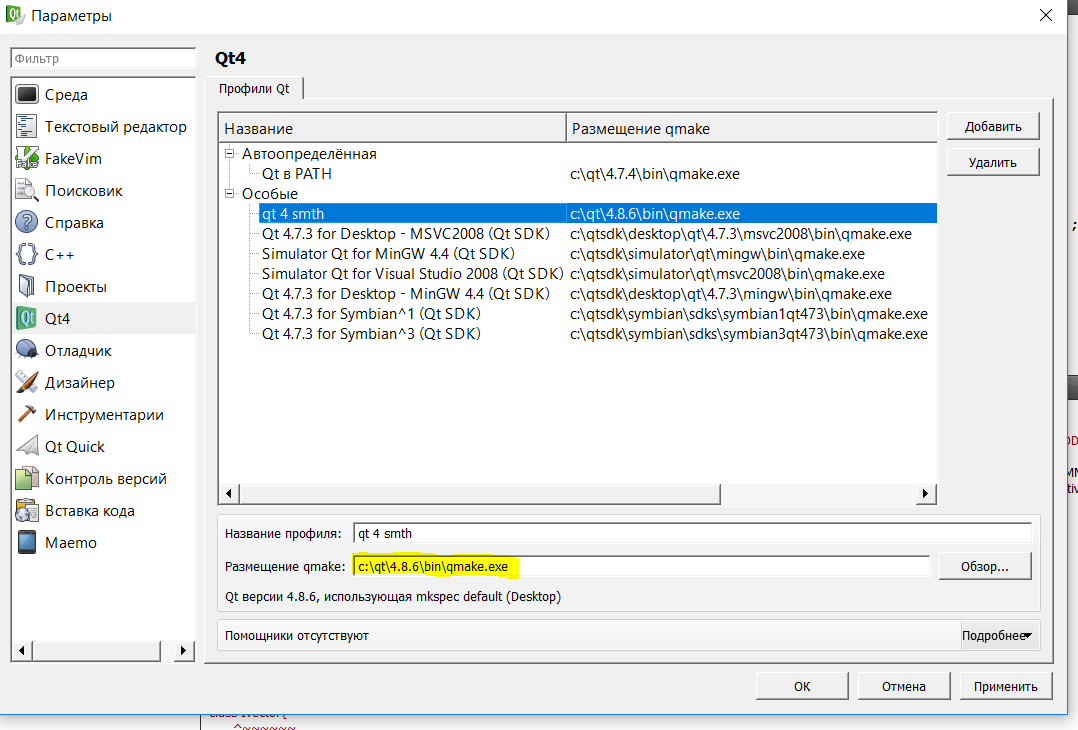 Параметры
Фильтр
Среда
Текстовый редактор
FakeVim
Поисковик
Справка
C++
Проекты
Qt4
Отладчик
Дизайнер
Инструментарии
Qt Quick
Контроль версий
Вставка кода
Maemo
Qt4
Профили Qt
Название Размещение qmake
Автоопределённая
Qt в PATH c:\qt\4.7.4\bin\qmake.exe
Особые
qt 4 smth c:\qt\4.8.6\bin\qmake.exe
Qt 4.7.3 for Desktop - MSVC2008 (Qt SDK) c:\qtsdk\desktop\qt\4.7.3\msvc2008\bin\qmake.exe
Simulator Qt for MinGW 4.4 (Qt SDK) c:\qtsdk\simulator\qt\mingw\bin\qmake.exe
Simulator Qt for Visual Studio 2008 (Qt SDK) c:\qtsdk\simulator\qt\msvc2008\bin\qmake.exe
Qt 4.7.3 for Desktop - MinGW 4.4 (Qt SDK) c:\qtsdk\desktop\qt\4.7.3\mingw\bin\qmake.exe
Qt 4.7.3 for Symbian^1 (Qt SDK) c:\qtsdk\symbian\sdks\symbian1qt473\bin\qmake.exe
Qt 4.7.3 for Symbian^3 (Qt SDK) c:\qtsdk\symbian\sdks\symbian3qt473\bin\qmake.exe
Добавить
Удалить
Название профиля: qt 4 smth
Размещение qmake: c:\qt\4.8.6\bin\qmake.exe Обзор...
Qt версии 4.8.6, использующая mkspec default (Desktop)
Помощники отсутствуют Подробнее
ОК Отмена Применить